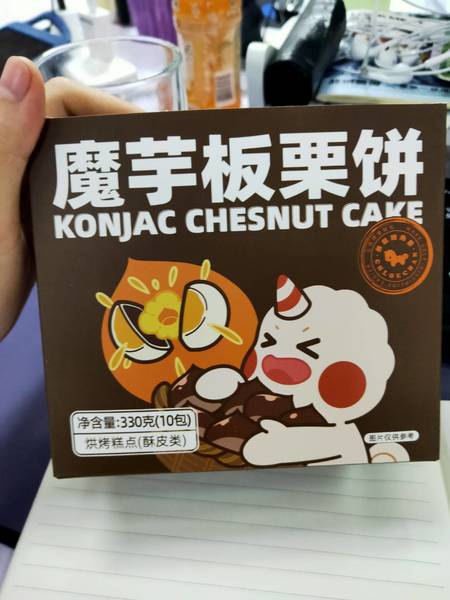 魔芋板栗饼
KONJAC CHESNUT CAKE
CHLOECHAN
净含量:330克(10包)
烘烤糕点(酥皮类)
图片仅供参考